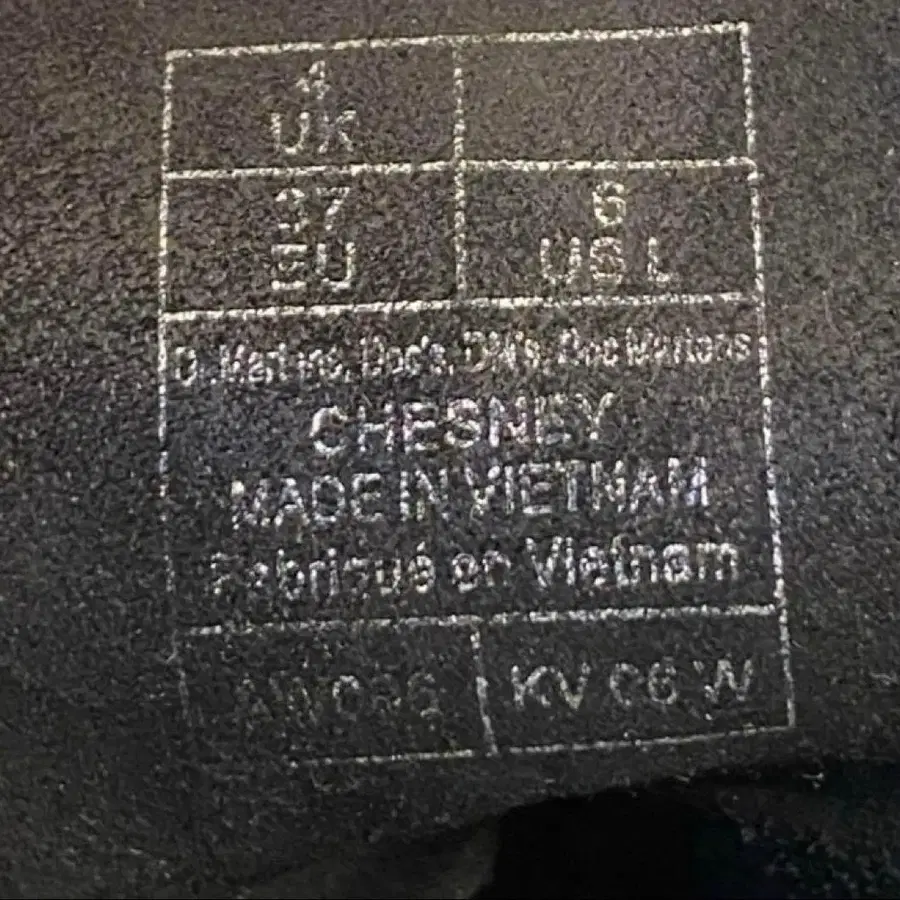 4
UK
37
EU
6
US L
Dr. Martens, Doc's, DM's, Doc Martens
CHESNEY
MADE IN VIETNAM
Fabriqué en Vietnam
KV 06 W